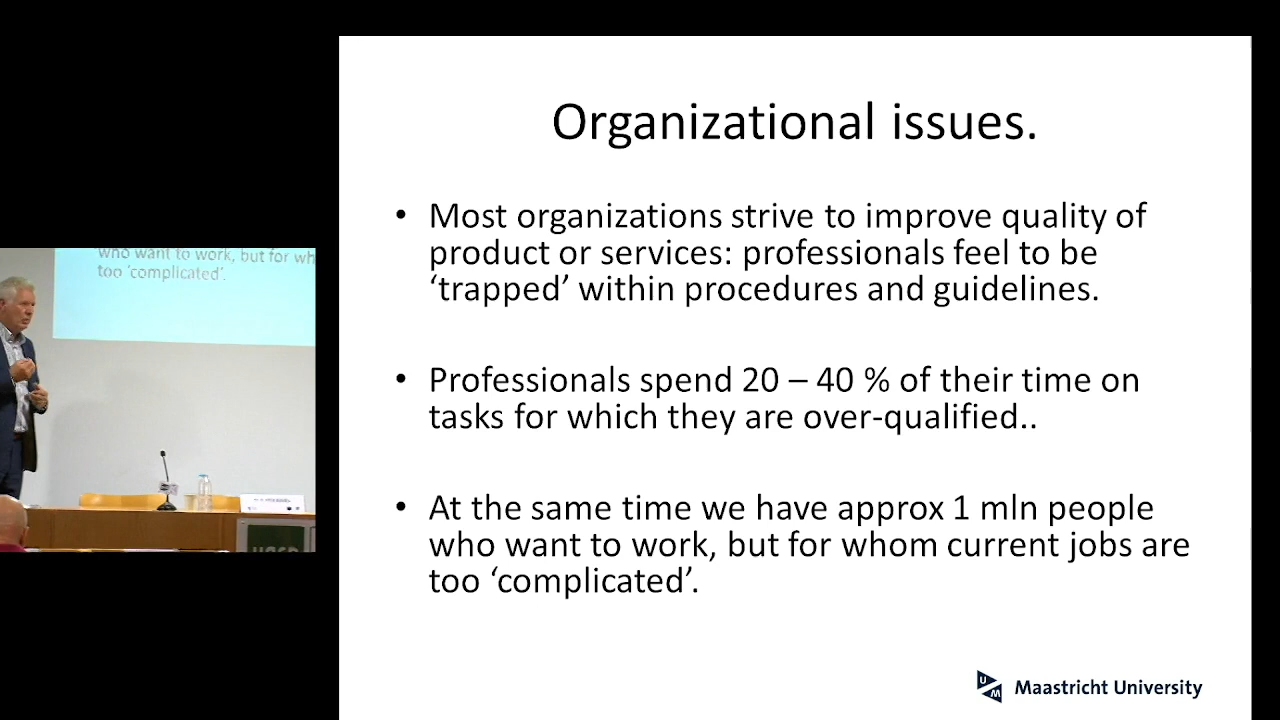 Organizational issues.
• Most organizations strive to improve quality of
product or services: professionals feel to be
‘trapped’ within procedures and guidelines.
• Professionals spend 20 – 40 % of their time on
tasks for which they are over-qualified..
• At the same time we have approx 1 mln people
who want to work, but for whom current jobs are
too ‘complicated’.
UM Maastricht University
who want to work, but for wh
too ‘complicated’.